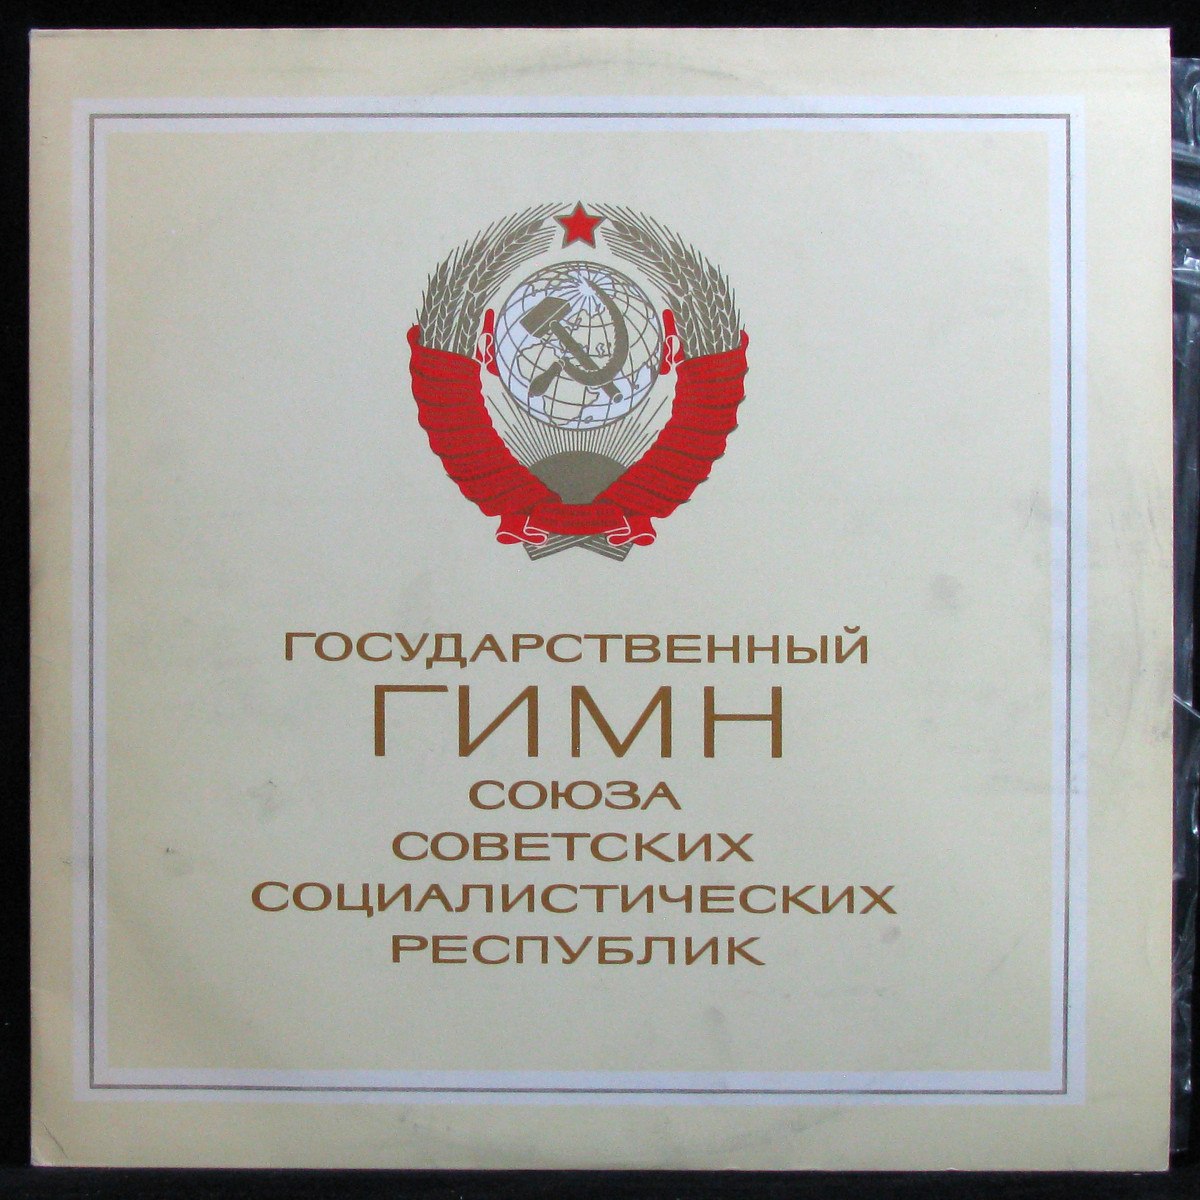 ГОСУДАРСТВЕННЫЙ
ГИМН
СОЮЗА
СОВЕТСКИХ
СОЦИАЛИСТИЧЕСКИХ
РЕСПУБЛИК